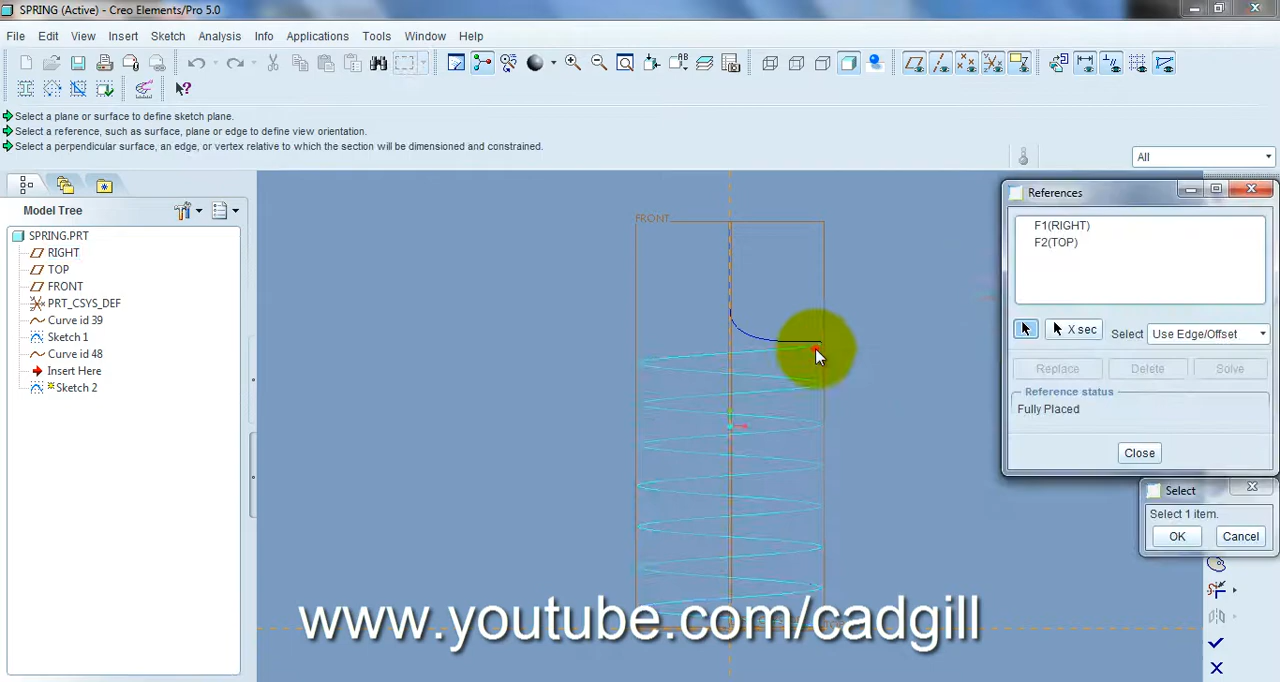 SPRING (Active) - Creo Elements/Pro 5.0
File Edit View Insert Sketch Analysis Info Applications Tools Window Help
Select a plane or surface to define sketch plane.
Select a reference, such as surface, plane or edge to define view orientation.
Select a perpendicular surface, an edge, or vertex relative to which the section will be dimensioned and constrained.
All
Model Tree
SPRING.PRT
RIGHT
TOP
FRONT
PRT_CSYS_DEF
Curve id 39
Sketch 1
Curve id 48
Insert Here
Sketch 2
FRONT
References
F1(RIGHT)
F2(TOP)
X sec
Select
Use Edge/Offset
Replace
Delete
Solve
Reference status
Fully Placed
Close
Select
Select 1 item.
OK
Cancel
www.youtube.com/cadgill